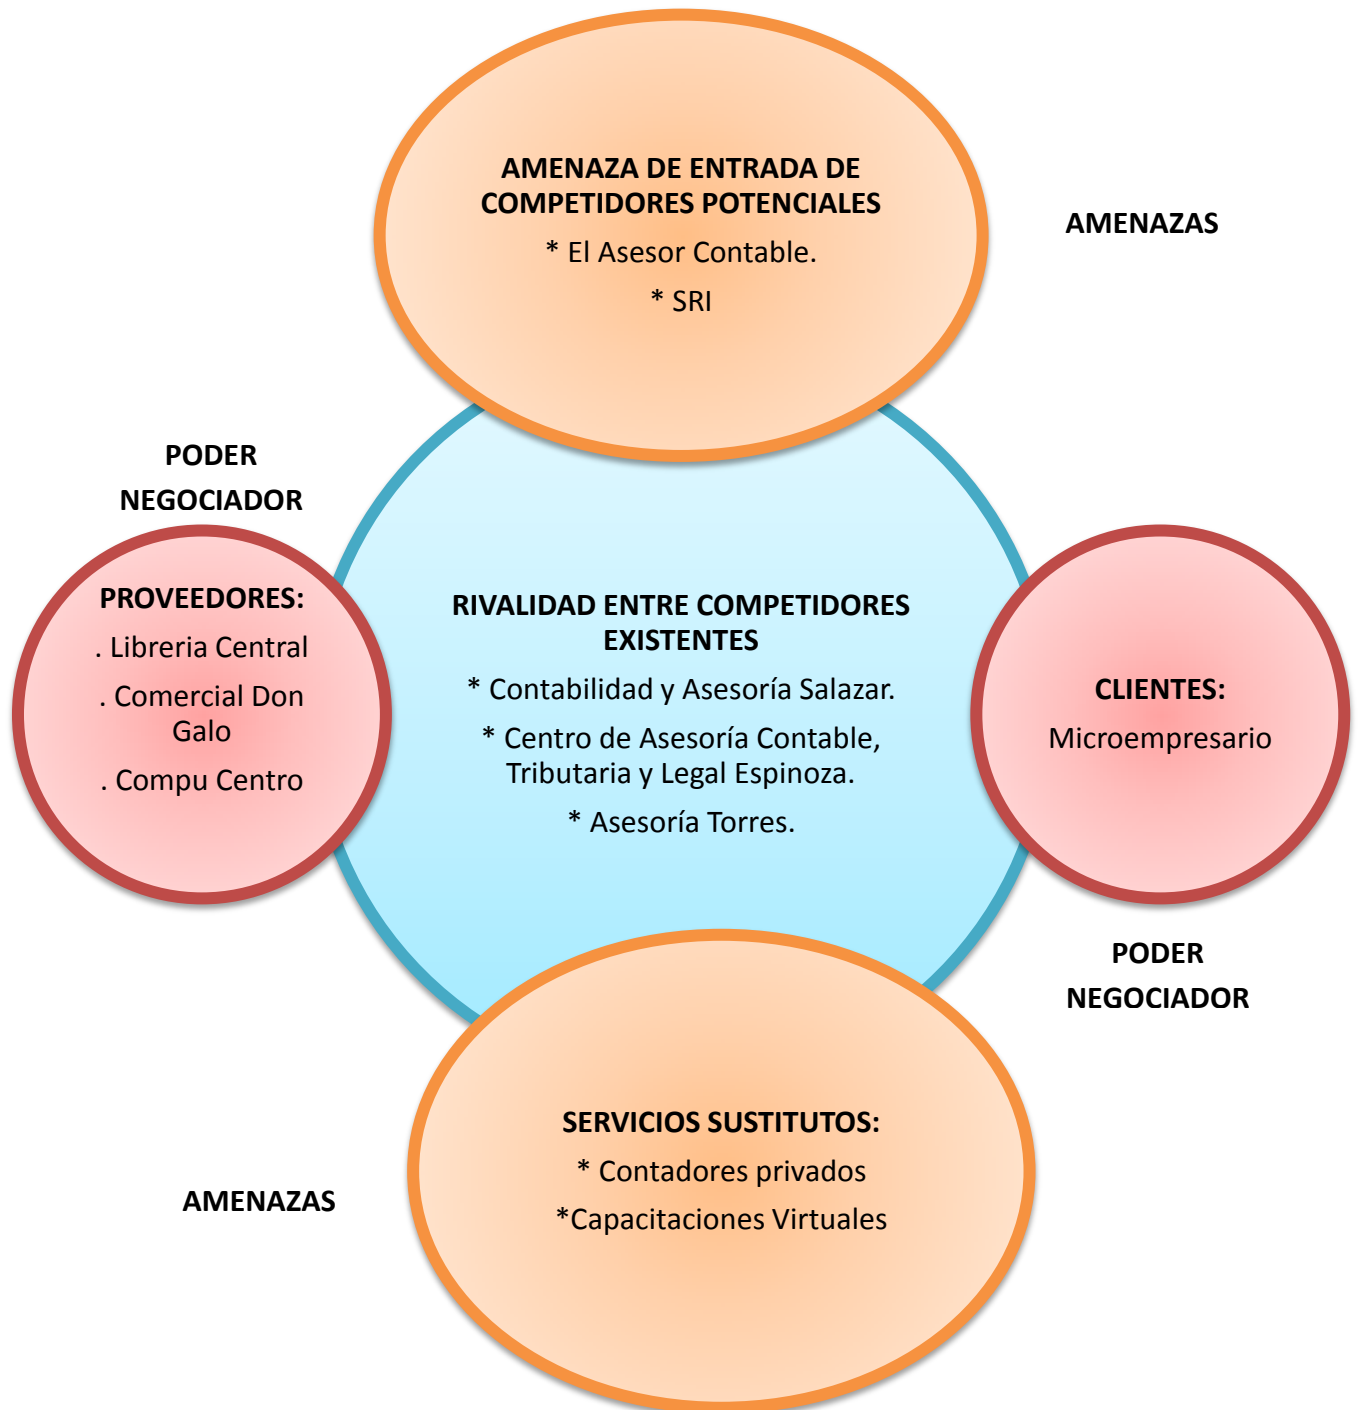 AMENAZA DE ENTRADA DE
COMPETIDORES POTENCIALES
* El Asesor Contable.
* SRI
AMENAZAS
PODER
NEGOCIADOR
PROVEEDORES:
. Libreria Central
. Comercial Don
Galo
. Compu Centro
RIVALIDAD ENTRE COMPETIDORES
EXISTENTES
* Contabilidad y Asesoría Salazar.
* Centro de Asesoría Contable,
Tributaria y Legal Espinoza.
* Asesoría Torres.
CLIENTES:
Microempresario
PODER
NEGOCIADOR
SERVICIOS SUSTITUTOS:
* Contadores privados
*Capacitaciones Virtuales
AMENAZAS